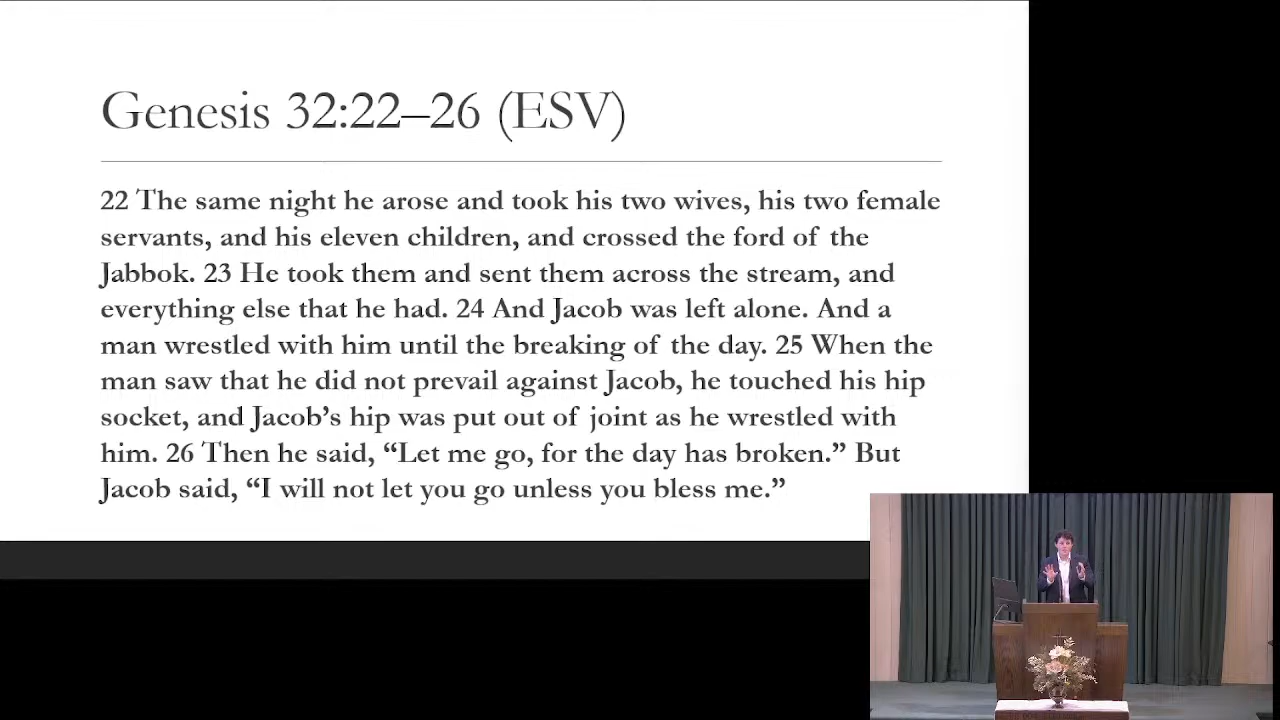 Genesis 32:22–26 (ESV)
22 The same night he arose and took his two wives, his two female
servants, and his eleven children, and crossed the ford of the
Jabbok. 23 He took them and sent them across the stream, and
everything else that he had. 24 And Jacob was left alone. And a
man wrestled with him until the breaking of the day. 25 When the
man saw that he did not prevail against Jacob, he touched his hip
socket, and Jacob’s hip was put out of joint as he wrestled with
him. 26 Then he said, “Let me go, for the day has broken.” But
Jacob said, “I will not let you go unless you bless me.”